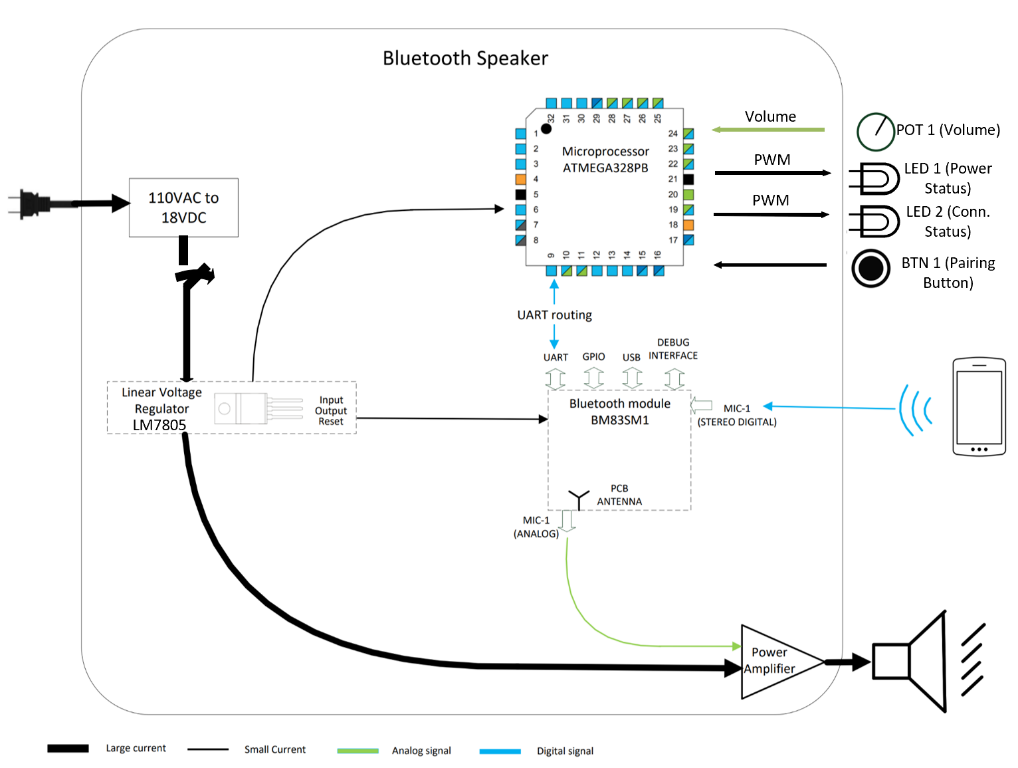 Bluetooth Speaker
32
31
30
29
28
27
26
25
1
2
3
4
5
6
7
8
Microprocessor
ATMEGA328PB
24
23
22
21
20
19
18
17
9
10
11
12
13
14
15
16
Volume
POT 1 (Volume)
PWM
LED 1 (Power
Status)
PWM
LED 2 (Conn.
Status)
BTN 1 (Pairing
Button)
110VAC to
18VDC
UART routing
UART
GPIO
USB
DEBUG
INTERFACE
Linear Voltage
Regulator
LM7805
Input
Output
Reset
Bluetooth module
BM83SM1
MIC-1
(STEREO DIGITAL)
PCB
ANTENNA
MIC-1
(ANALOG)
Power
Amplifier
Large current
Small Current
Analog signal
Digital signal